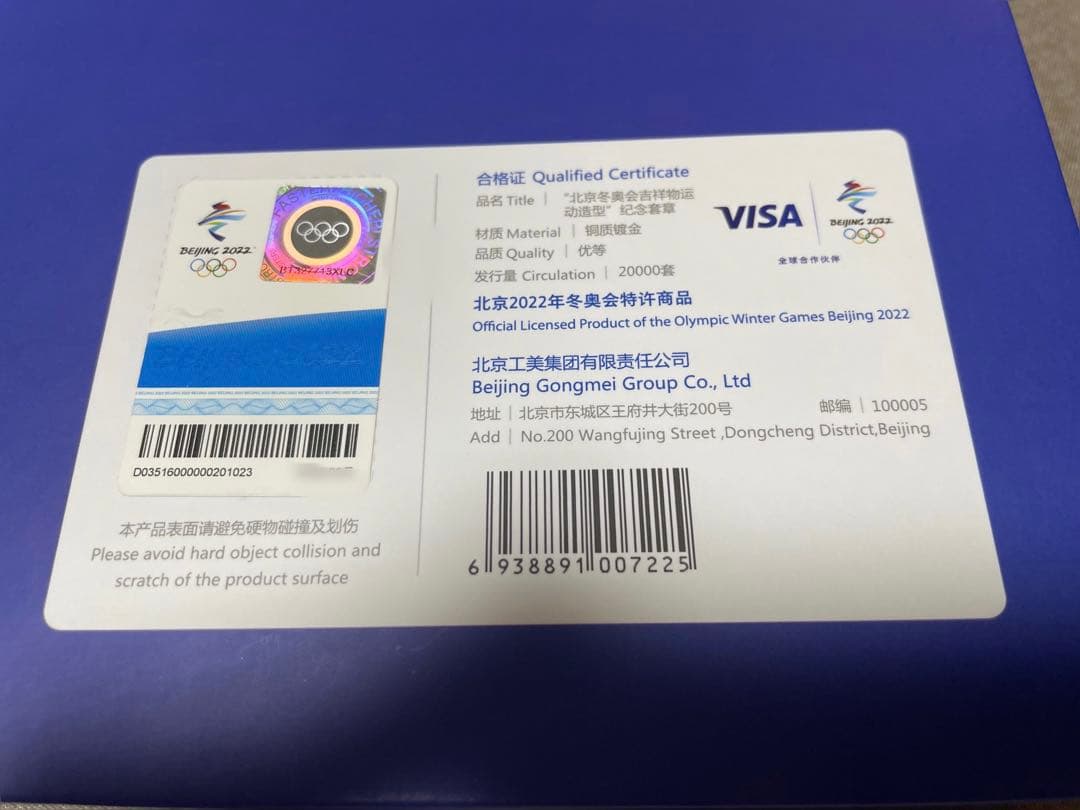 BEIJING 2022
D03516000000201023
本产品表面请避免硬物碰撞及划伤
Please avoid hard object collision and
scratch of the product surface
合格证 Qualified Certificate
品名 Title | “北京冬奥会吉祥物运
动造型” 纪念套章
材质 Material | 铜质镀金
品质 Quality | 优等
发行量 Circulation | 20000套
VISA
BEIJING 2022
全球合作伙伴
北京2022年冬奥会特许商品
Official Licensed Product of the Olympic Winter Games Beijing 2022
北京工美集团有限责任公司
Beijing Gongmei Group Co., Ltd
地址 | 北京市东城区王府井大街200号 邮编 | 100005
Add | No.200 Wangfujing Street ,Dongcheng District,Beijing
6 938891 007225